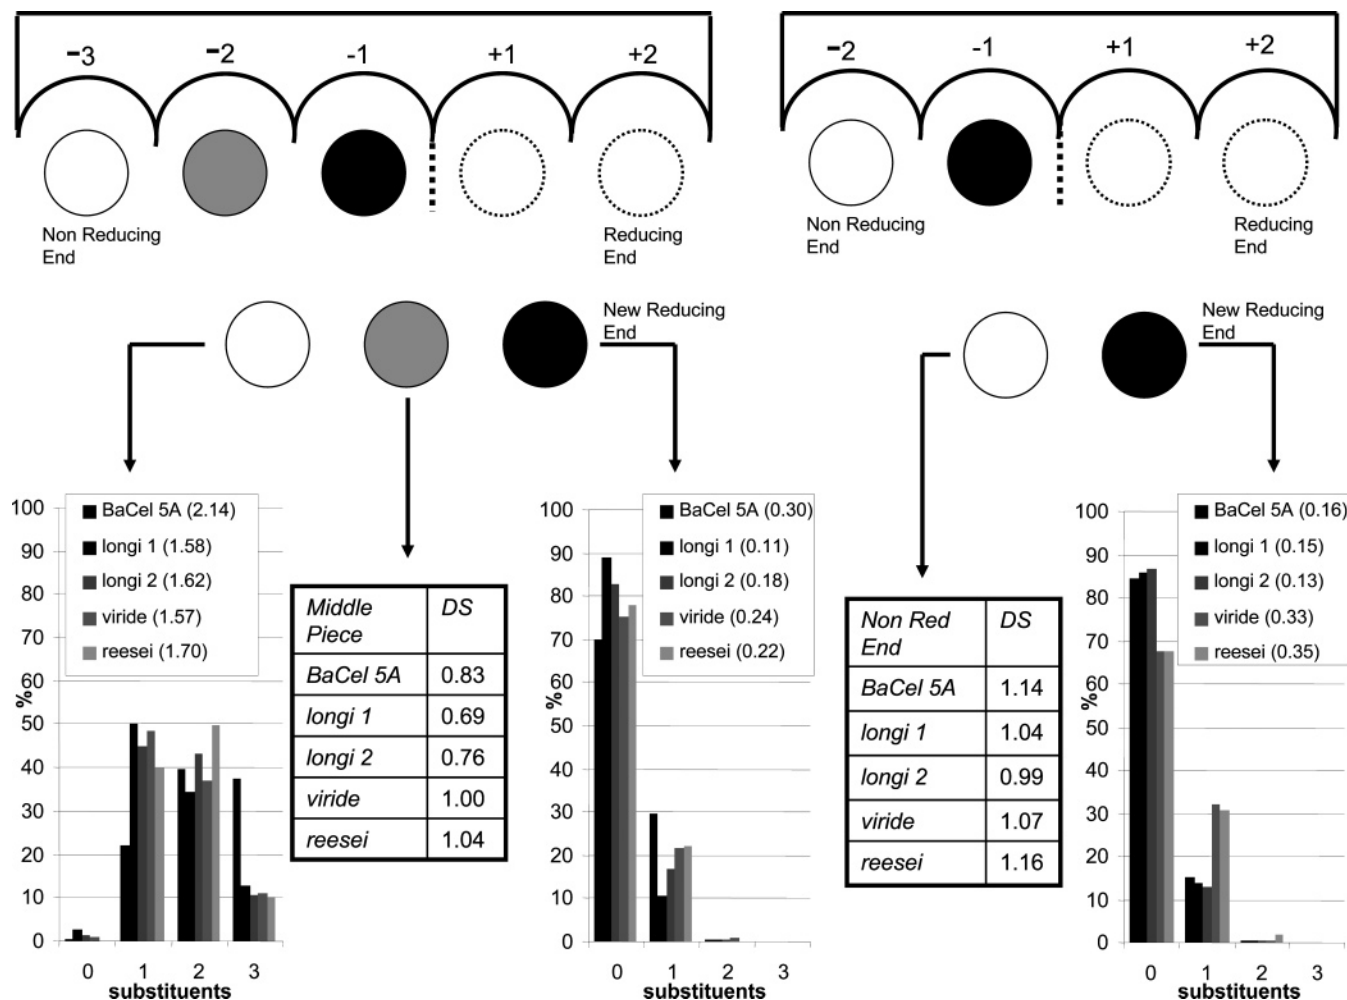 -3 -2 -1 +1 +2
-2 -1 +1 +2
Non Reducing
End
Reducing
End
Non Reducing
End
Reducing
End
New Reducing
End
New Reducing
End
100
90
80
70
60
50
40
30
20
10
0
%
BaCel 5A (2.14)
longi 1 (1.58)
longi 2 (1.62)
viride (1.57)
reesei (1.70)
0 1 2 3
substituents
Middle
Piece DS
BaCel 5A 0.83
longi 1 0.69
longi 2 0.76
viride 1.00
reesei 1.04
100
90
80
70
60
50
40
30
20
10
0
%
BaCel 5A (0.30)
longi 1 (0.11)
longi 2 (0.18)
viride (0.24)
reesei (0.22)
0 1 2 3
substituents
Non Red
End DS
BaCel 5A 1.14
longi 1 1.04
longi 2 0.99
viride 1.07
reesei 1.16
100
90
80
70
60
50
40
30
20
10
0
%
BaCel 5A (0.16)
longi 1 (0.15)
longi 2 (0.13)
viride (0.33)
reesei (0.35)
0 1 2 3
substituents